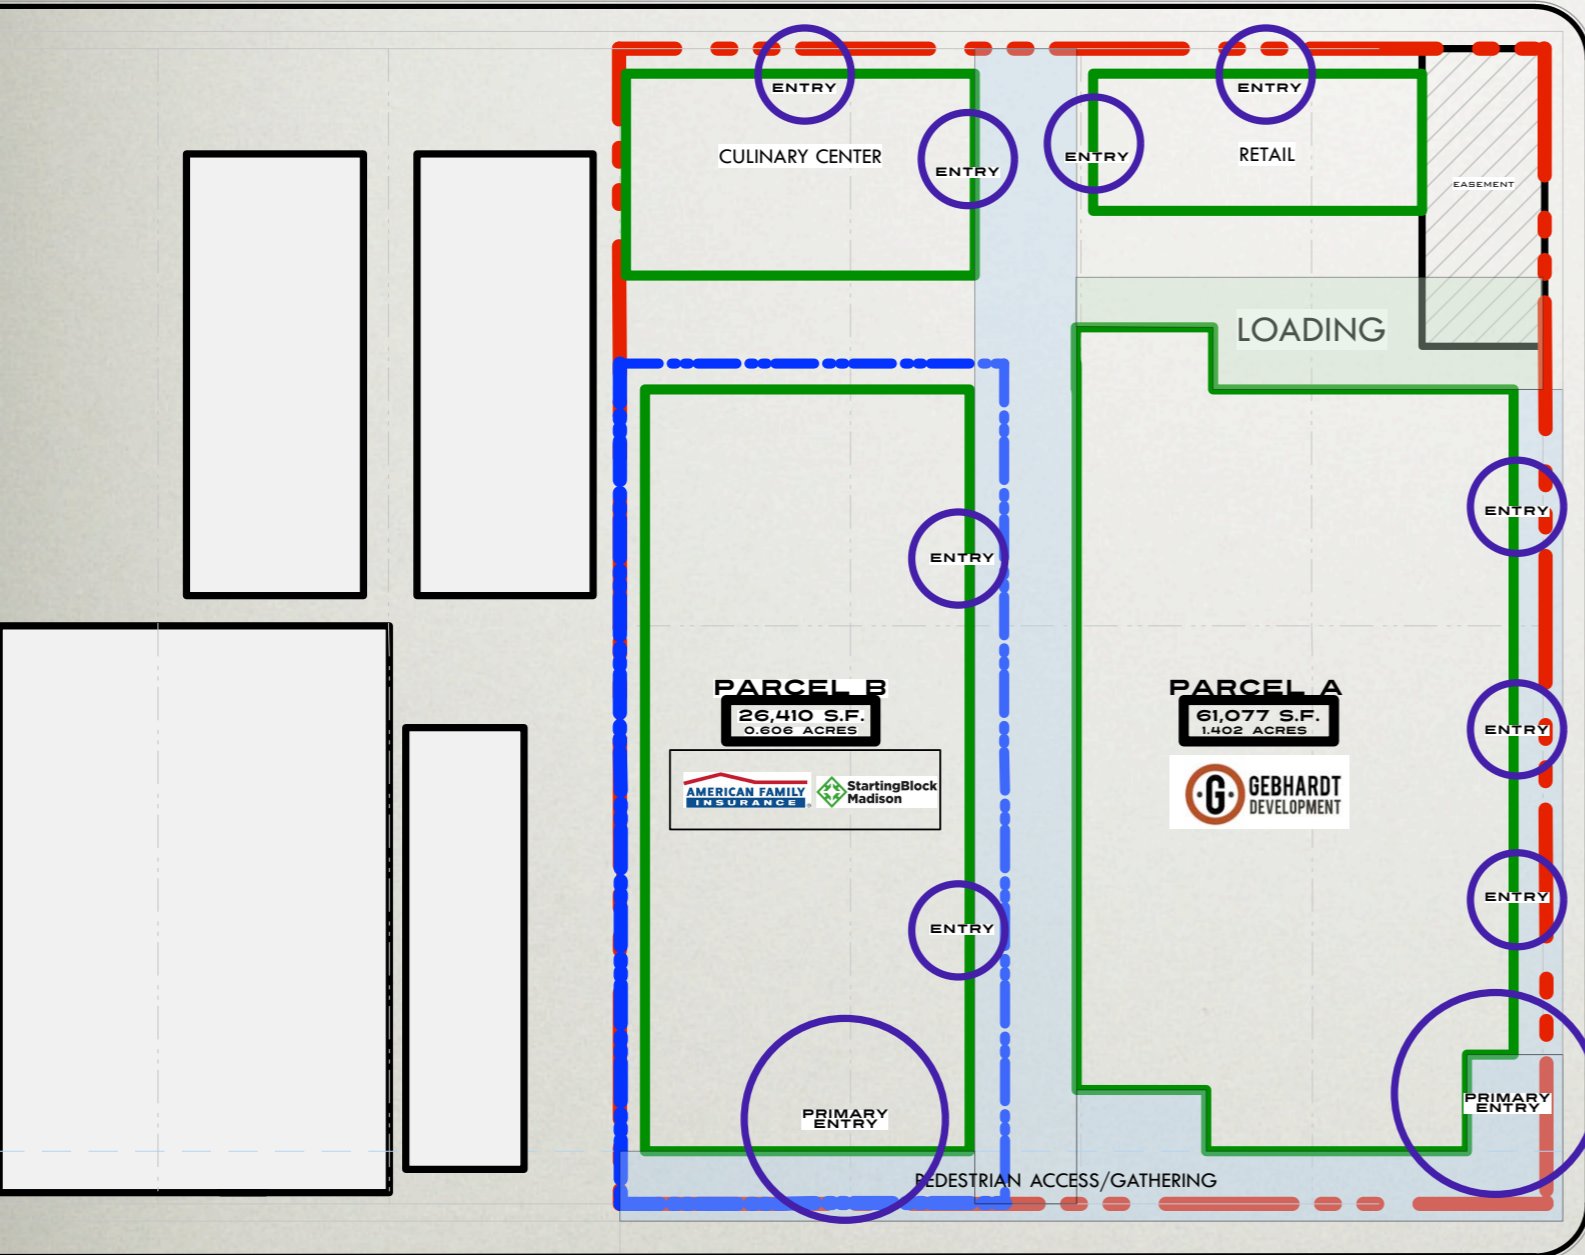 ENTRY
ENTRY
CULINARY CENTER
ENTRY
ENTRY
RETAIL
EASEMENT
LOADING
ENTRY
ENTRY
PARCEL B
26,410 S.F.
0.606 ACRES
AMERICAN FAMILY
INSURANCE
StartingBlock
Madison
PARCEL A
61,077 S.F.
1.402 ACRES
G
GEBHARDT
DEVELOPMENT
ENTRY
ENTRY
ENTRY
PRIMARY
ENTRY
PRIMARY
ENTRY
PEDESTRIAN ACCESS/GATHERING